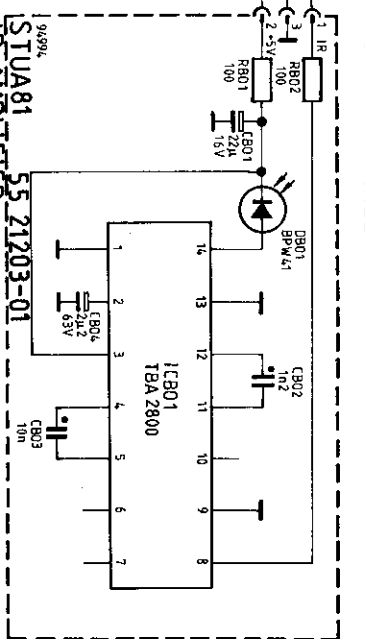 1 IR
3
2 +5V
RB02
100
RB01
100
CB01
22µ
16V
DB01
BPW41
14
13
12
11
10
9
8
CB02
1n2
ICB01
TBA 2800
1
2
3
4
5
6
7
CB04
2µ2
63V
CB03
10n
94994
STUA81 55 21203-01